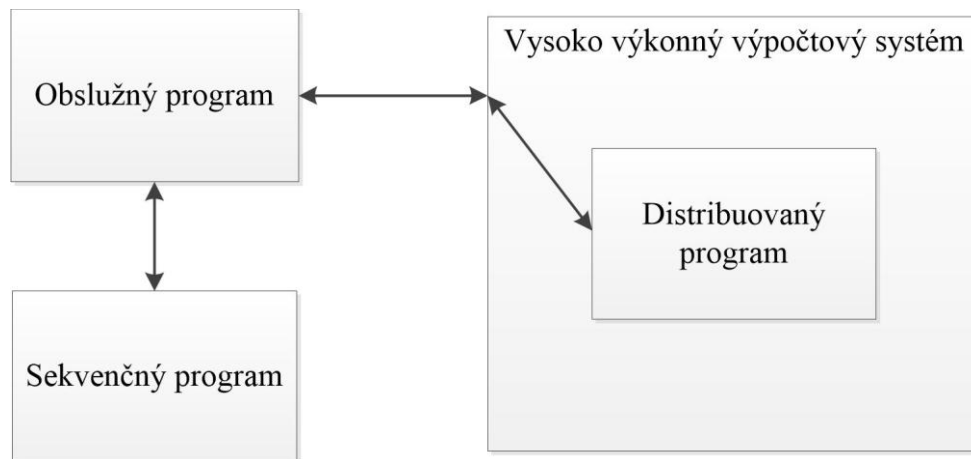 Obslužný program
Vysoko výkonný výpočtový systém
Distribuovaný
program
Sekvenčný program